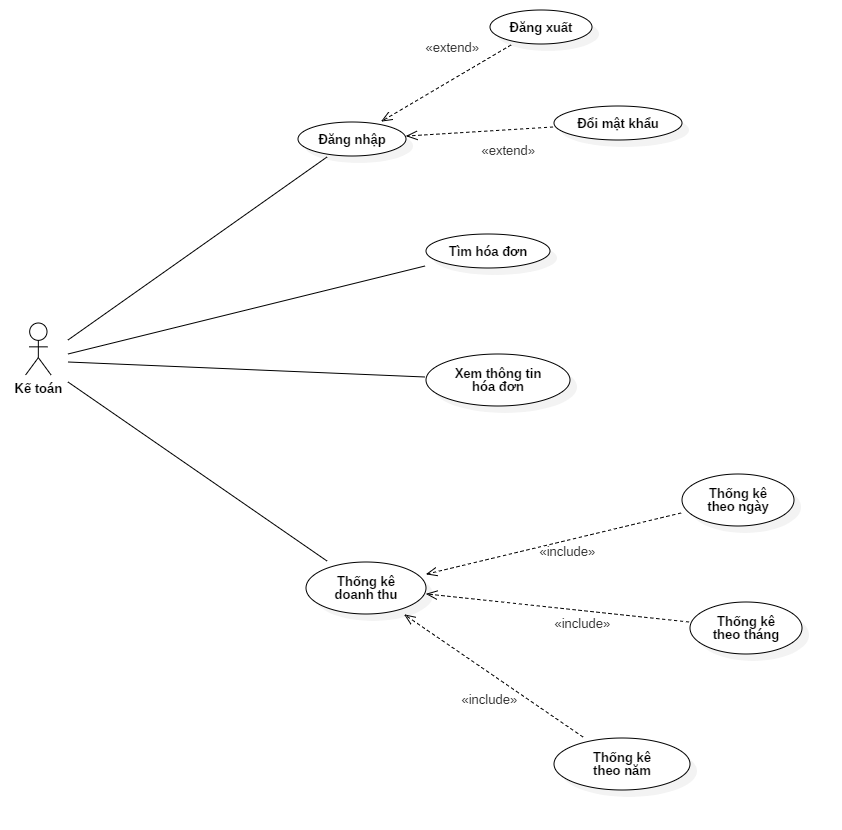 Đăng xuất
«extend»
Đổi mật khẩu
Đăng nhập
«extend»
Tìm hóa đơn
Xem thông tin
hóa đơn
Kế toán
Thống kê
theo ngày
«include»
Thống kê
doanh thu
Thống kê
theo tháng
«include»
«include»
Thống kê
theo năm